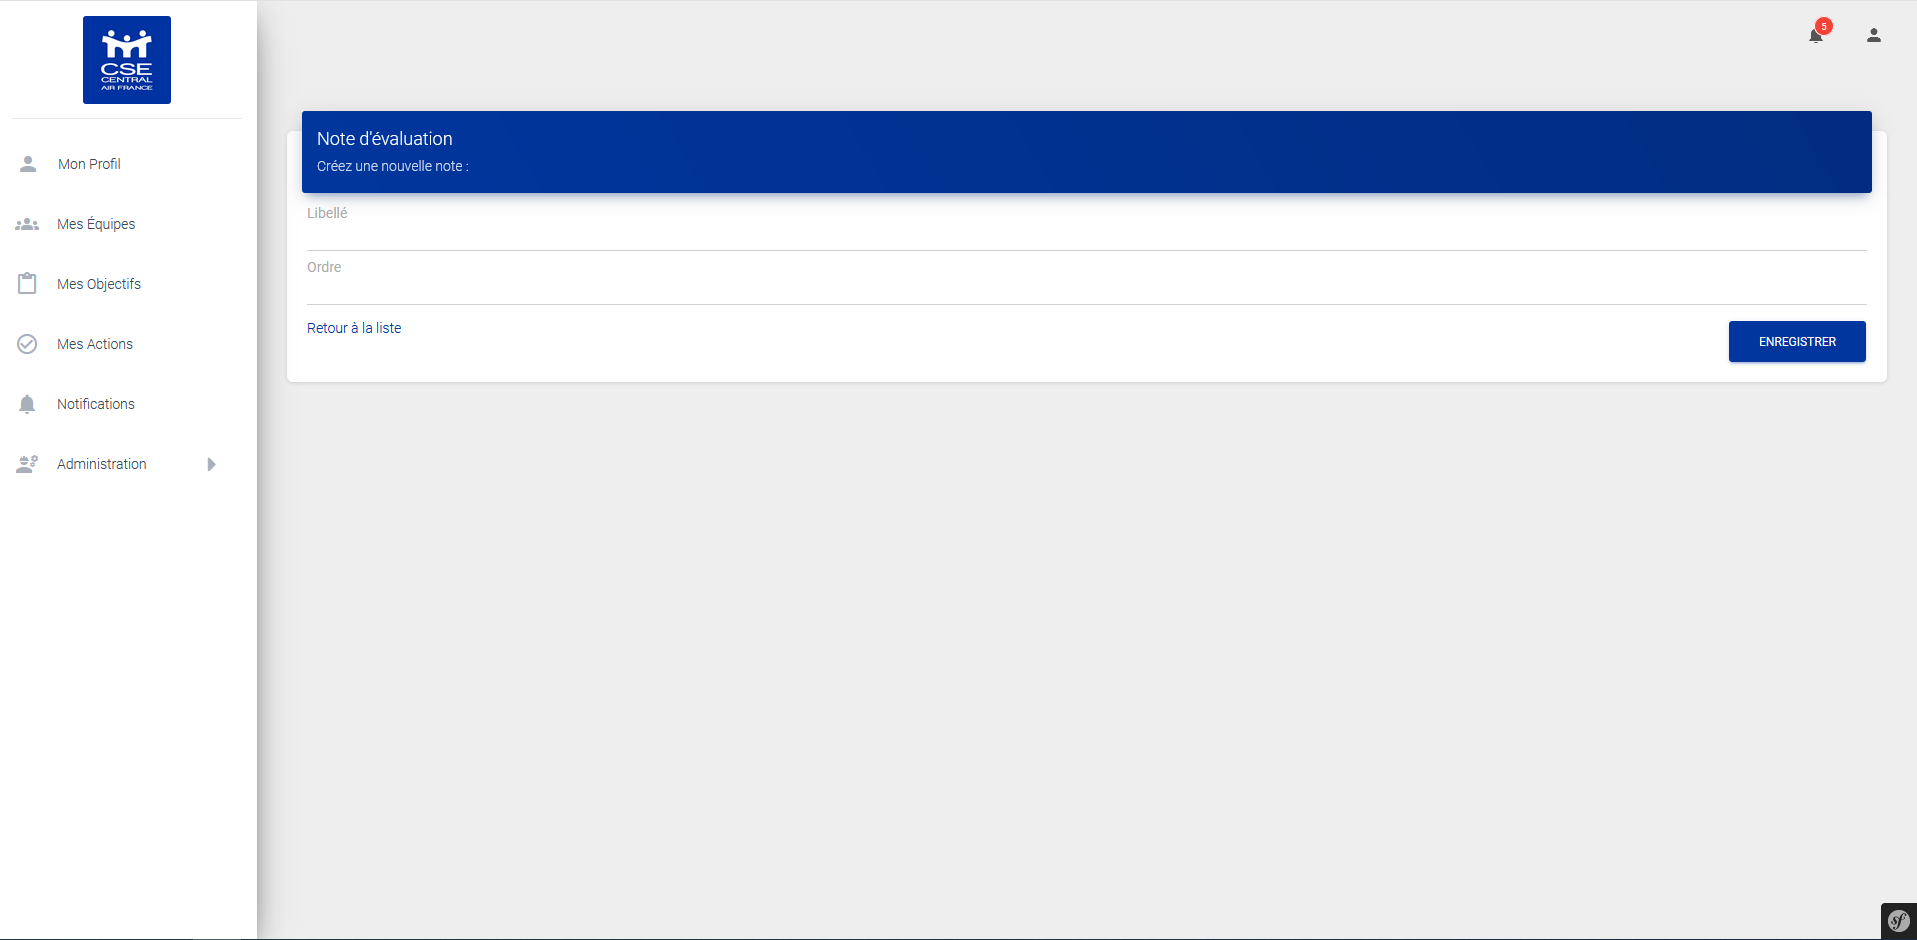 CSE
CENTRAL
AIR FRANCE
5
Mon Profil
Mes Équipes
Mes Objectifs
Mes Actions
Notifications
Administration
Note d'évaluation
Créez une nouvelle note :
Libellé
Ordre
Retour à la liste
ENREGISTRER
sf